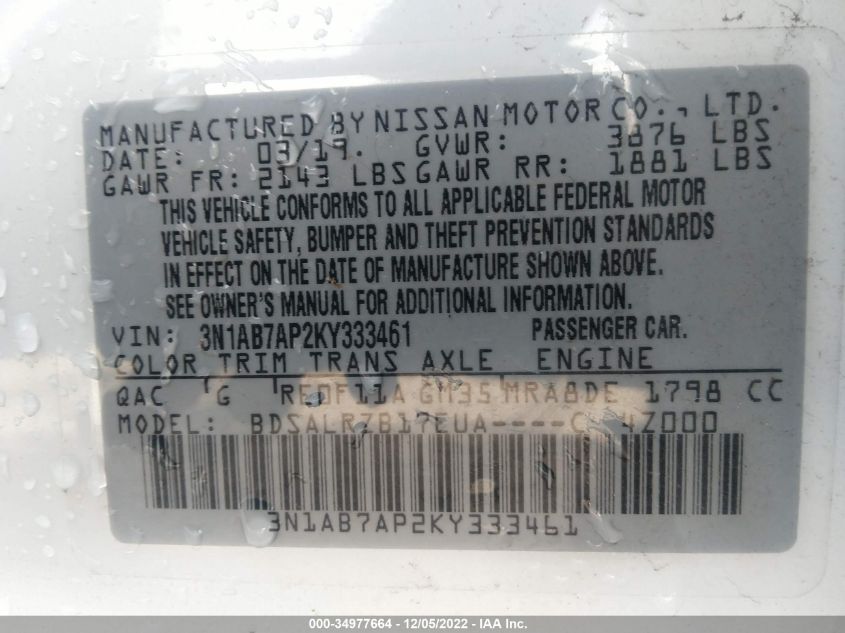 MANUFACTURED BY NISSAN MOTOR CO., LTD.
DATE: 03/19. GVWR: 3876 LBS
GAWR FR: 2143 LBS GAWR RR: 1881 LBS
THIS VEHICLE CONFORMS TO ALL APPLICABLE FEDERAL MOTOR
VEHICLE SAFETY, BUMPER AND THEFT PREVENTION STANDARDS
IN EFFECT ON THE DATE OF MANUFACTURE SHOWN ABOVE.
SEE OWNER'S MANUAL FOR ADDITIONAL INFORMATION.
VIN: 3N1AB7AP2KY333461 PASSENGER CAR.
COLOR TRIM TRANS AXLE ENGINE
QAC G RE0F11A GM35 MRA8DE 1798 CC
MODEL:
3N1AB7AP2KY333461
000-34977664 - 12/05/2022 - IAA Inc.